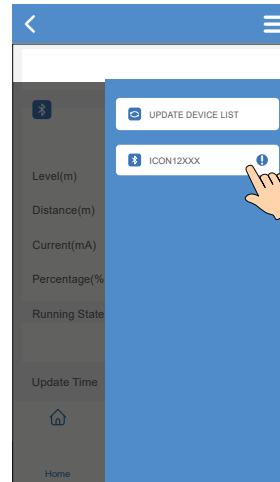 UPDATE DEVICE LIST
ICON12XXX
Level(m)
Distance(m)
Current(mA)
Percentage(%
Running State
Update Time
Home